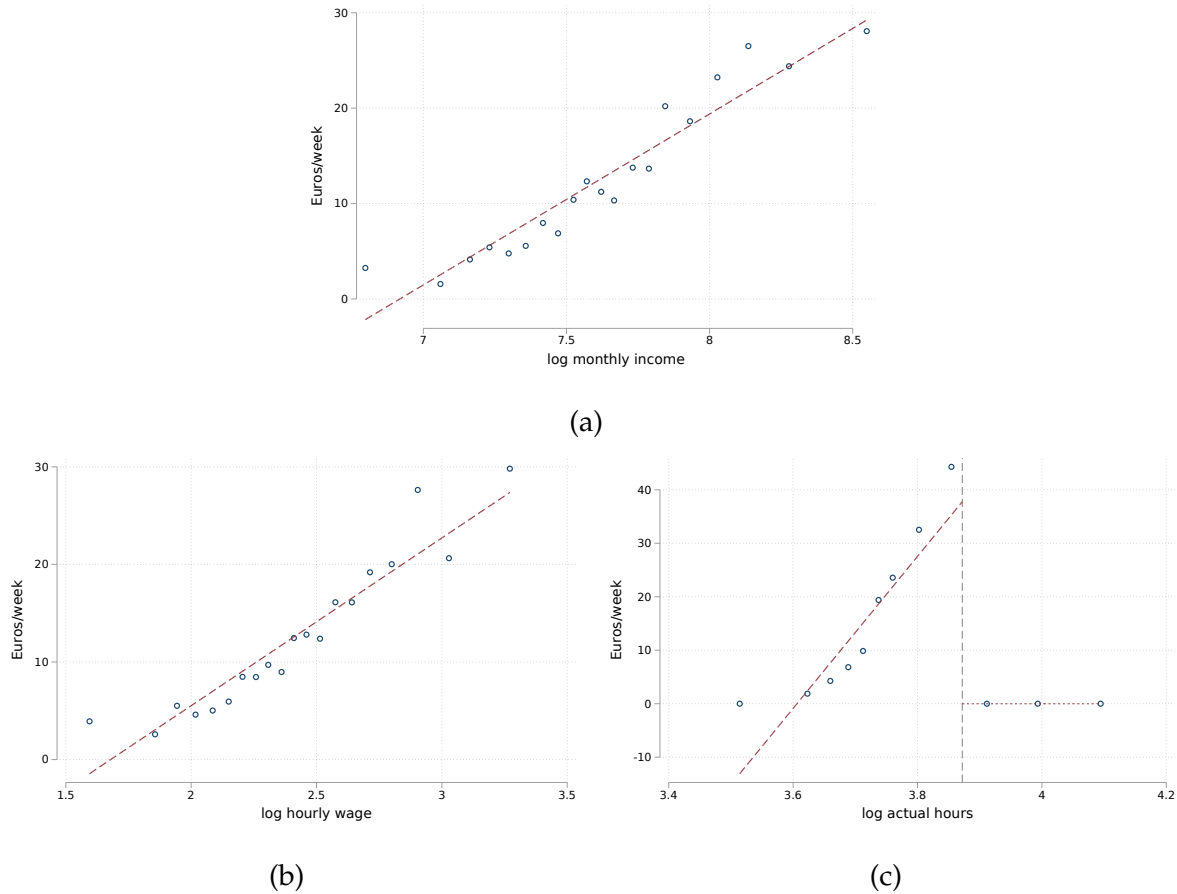 30
20
10
0
Euros/week
7 7.5 8 8.5
log monthly income
(a)
30
20
10
0
Euros/week
1.5 2 2.5 3 3.5
log hourly wage
(b)
40
30
20
10
0
-10
Euros/week
3.4 3.6 3.8 4 4.2
log actual hours
(c)